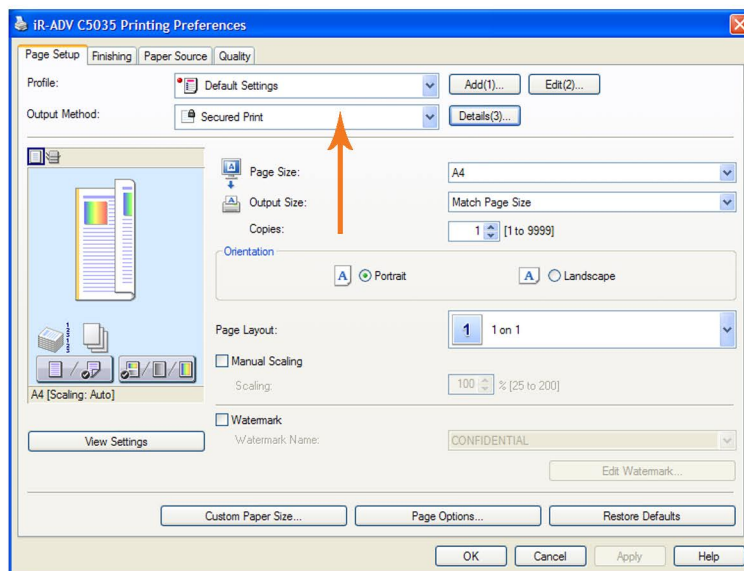 iR-ADV C5035 Printing Preferences
Page Setup Finishing Paper Source Quality
Profile: Default Settings Add(1)... Edit(2)...
Output Method: Secured Print Details(3)...
Page Size: A4
Output Size: Match Page Size
Copies: 1 [1 to 9999]
Orientation
A Portrait A Landscape
Page Layout: 1 1 on 1
Manual Scaling
Scaling: 100 % [25 to 200]
A4 [Scaling: Auto]
Watermark
View Settings Watermark Name: CONFIDENTIAL
Edit Watermark...
Custom Paper Size... Page Options... Restore Defaults
OK Cancel Apply Help